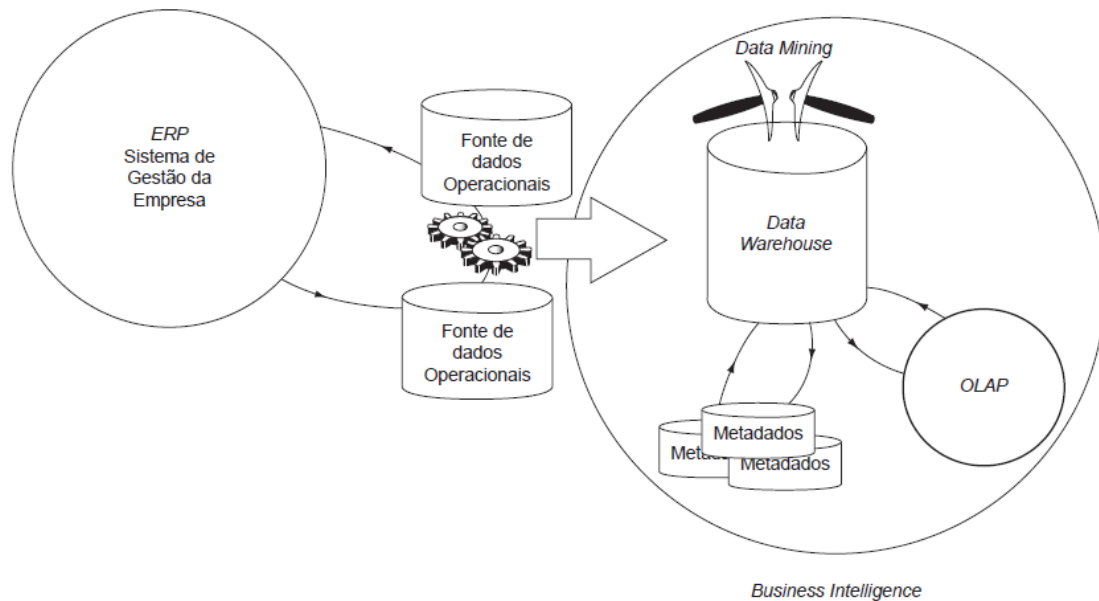 ERP
Sistema de
Gestão da
Empresa
Fonte de
dados
Operacionais
Fonte de
dados
Operacionais
Data Mining
Data
Warehouse
OLAP
Metadados
Metadados
Business Intelligence